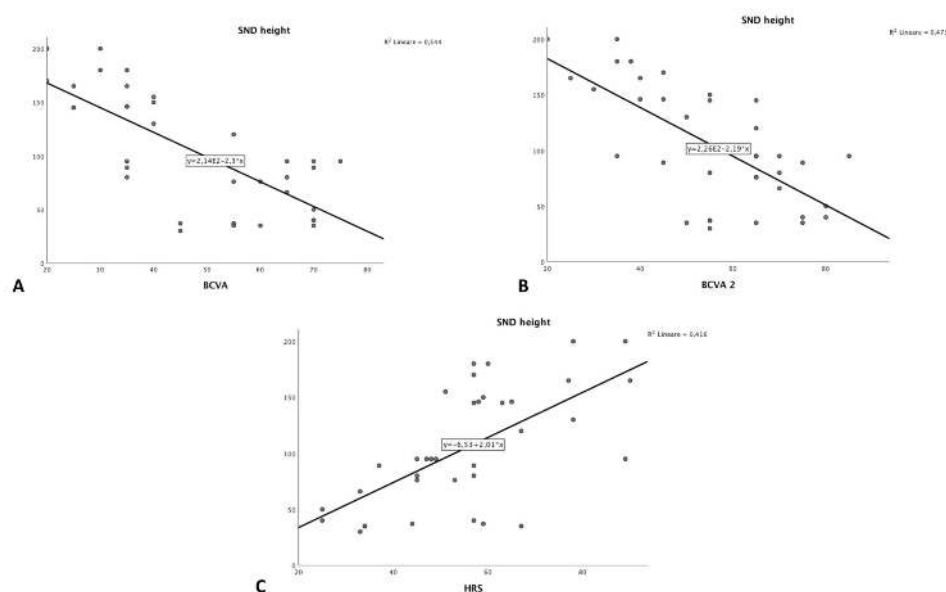 SND height
R² Lineare = 0,544
200
150
100
50
0
y=2,14E2-2,3*x
20 30 40 50 60 70 80
BCVA
A
SND height
R² Lineare = 0,471
200
150
100
50
0
y=2,26E2-2,19*x
20 40 60 80
BCVA 2
B
SND height
R² Lineare = 0,416
200
150
100
50
0
y=-6,53+2,01*x
20 40 60 80
HRS
C